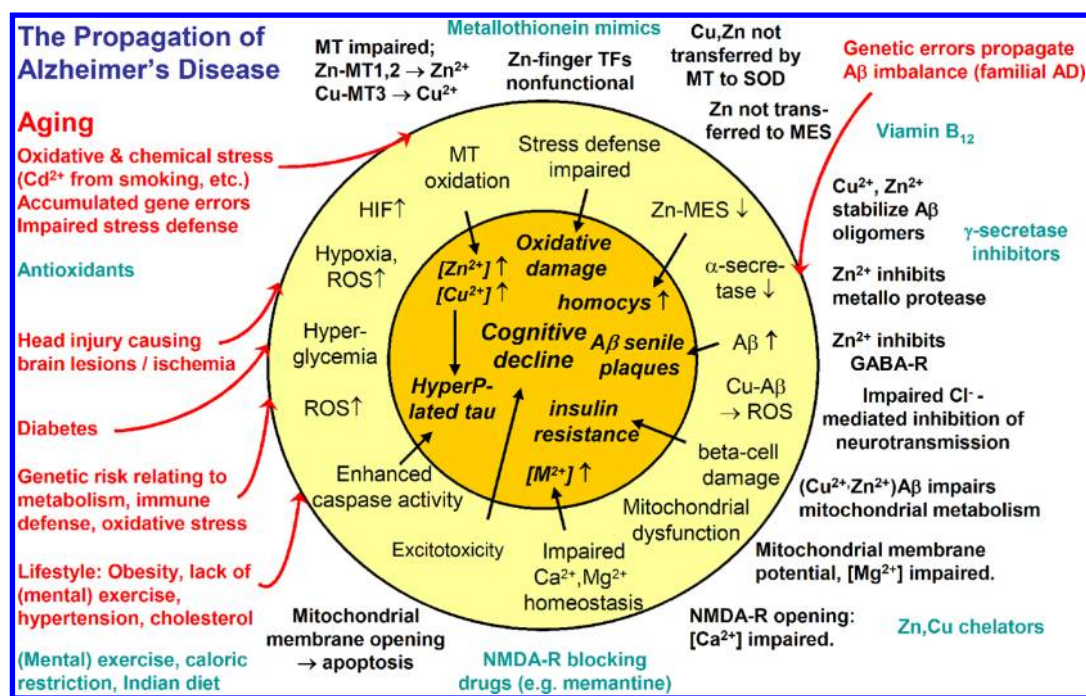 The Propagation of
Alzheimer's Disease
MT impaired;
Zn-MT1,2 → Zn²⁺
Cu-MT3 → Cu²⁺
Metallothionein mimics
Zn-finger TFs
nonfunctional
Cu,Zn not
transferred by
MT to SOD
Zn not trans-
ferred to MES
Genetic errors propagate
Aβ imbalance (familial AD)
Viamin B₁₂
Aging
Oxidative & chemical stress
(Cd²⁺ from smoking, etc.)
Accumulated gene errors
Impaired stress defense
Antioxidants
Head injury causing
brain lesions / ischemia
Diabetes
Genetic risk relating to
metabolism, immune
defense, oxidative stress
Lifestyle: Obesity, lack of
(mental) exercise,
hypertension, cholesterol
(Mental) exercise, caloric
restriction, Indian diet
MT
oxidation
Stress defense
impaired
HIF↑
Zn-MES ↓
Hypoxia,
ROS↑
α-secre-
tase ↓
Hyper-
glycemia
Aβ ↑
ROS↑
Cu-Aβ
→ ROS
beta-cell
damage
Enhanced
caspase activity
Mitochondrial
dysfunction
Excitotoxicity
Impaired
Ca²⁺,Mg²⁺
homeostasis
Oxidative
damage
[Zn²⁺] ↑
[Cu²⁺] ↑
homocys ↑
Cognitive
decline
Aβ senile
plaques
HyperP-
lated tau
insulin
resistance
[M²⁺] ↑
Cu²⁺, Zn²⁺
stabilize Aβ
oligomers
γ-secretase
inhibitors
Zn²⁺ inhibits
metallo protease
Zn²⁺ inhibits
GABA-R
Impaired Cl⁻ -
mediated inhibition of
neurotransmission
(Cu²⁺,Zn²⁺)Aβ impairs
mitochondrial metabolism
Mitochondrial membrane
potential, [Mg²⁺] impaired.
NMDA-R opening:
[Ca²⁺] impaired.
Zn,Cu chelators
Mitochondrial
membrane opening
→ apoptosis
NMDA-R blocking
drugs (e.g. memantine)